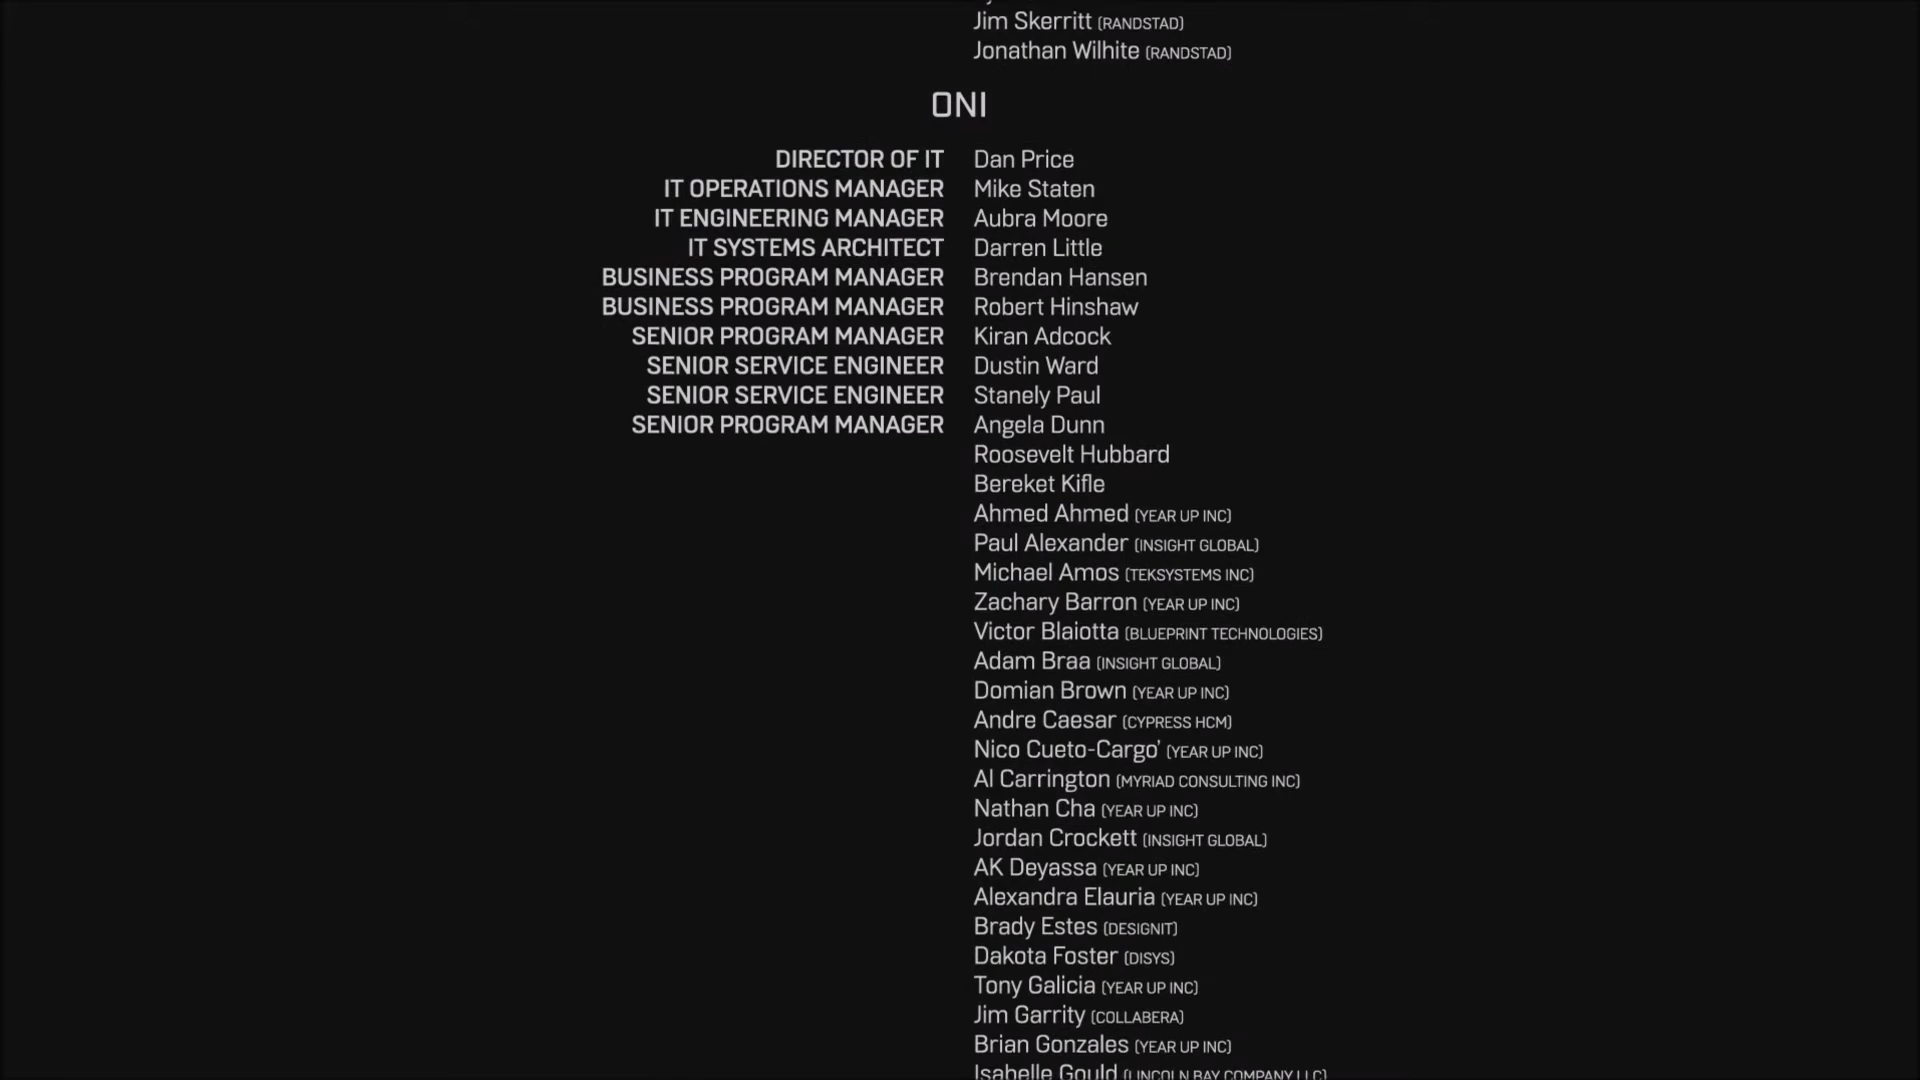 Jim Skerritt (RANDSTAD)
Jonathan Wilhite (RANDSTAD)
ONI
DIRECTOR OF IT Dan Price
IT OPERATIONS MANAGER Mike Staten
IT ENGINEERING MANAGER Aubra Moore
IT SYSTEMS ARCHITECT Darren Little
BUSINESS PROGRAM MANAGER Brendan Hansen
BUSINESS PROGRAM MANAGER Robert Hinshaw
SENIOR PROGRAM MANAGER Kiran Adcock
SENIOR SERVICE ENGINEER Dustin Ward
SENIOR SERVICE ENGINEER Stanely Paul
SENIOR PROGRAM MANAGER Angela Dunn
Roosevelt Hubbard
Bereket Kifle
Ahmed Ahmed (YEAR UP INC)
Paul Alexander (INSIGHT GLOBAL)
Michael Amos (TEKSYSTEMS INC)
Zachary Barron (YEAR UP INC)
Victor Blaiotta (BLUEPRINT TECHNOLOGIES)
Adam Braa (INSIGHT GLOBAL)
Domian Brown (YEAR UP INC)
Andre Caesar (CYPRESS HCM)
Nico Cueto-Cargo’ (YEAR UP INC)
Al Carrington (MYRIAD CONSULTING INC)
Nathan Cha (YEAR UP INC)
Jordan Crockett (INSIGHT GLOBAL)
AK Deyassa (YEAR UP INC)
Alexandra Elauria (YEAR UP INC)
Brady Estes (DESIGNIT)
Dakota Foster (DISYS)
Tony Galicia (YEAR UP INC)
Jim Garrity (COLLABERA)
Brian Gonzales (YEAR UP INC)
Isabelle Gould (LINCOLN BAY COMPANY LLC)